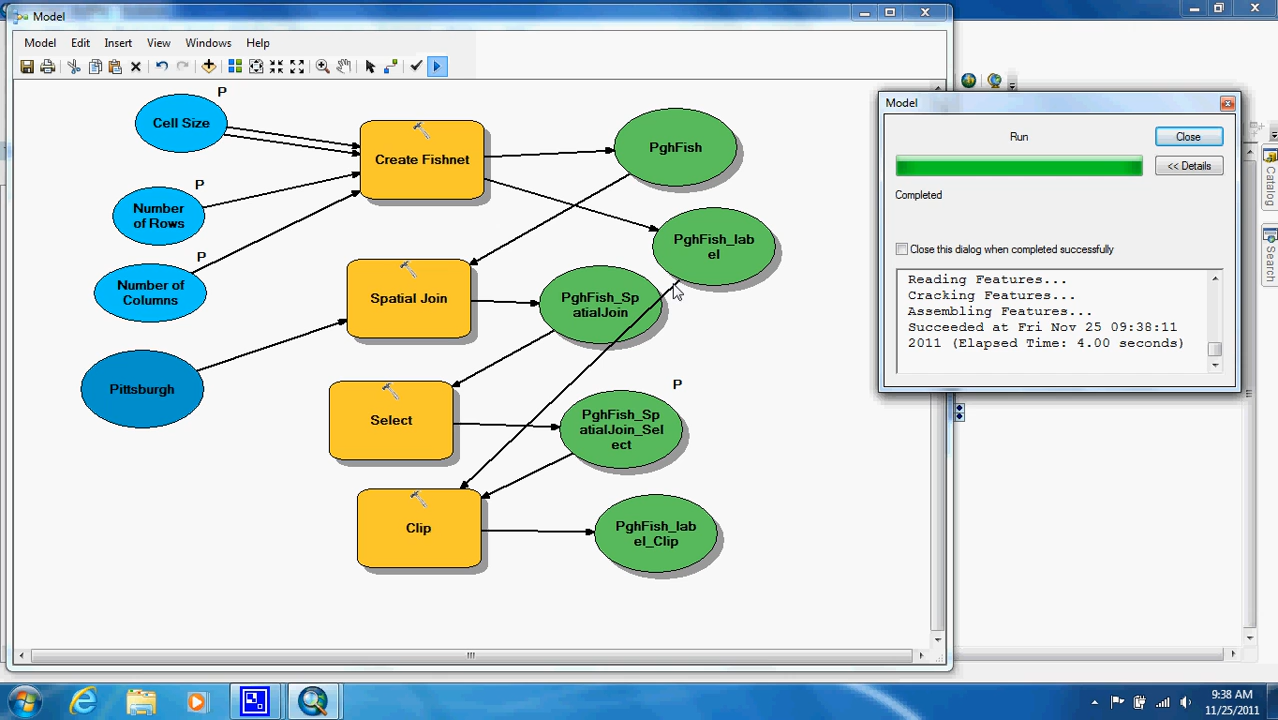 Model
Model Edit Insert View Windows Help
P
Cell Size
P
Number
of Rows
P
Number of
Columns
Pittsburgh
Create Fishnet
Spatial Join
Select
Clip
PghFish
PghFish_lab
el
PghFish_Sp
atialJoin
P
PghFish_Sp
atialJoin_Sel
ect
PghFish_lab
el_Clip
Model
Run
Close
<< Details
Completed
Close this dialog when completed successfully
Reading Features...
Cracking Features...
Assembling Features...
Succeeded at Fri Nov 25 09:38:11
2011 (Elapsed Time: 4.00 seconds)
Catalog
Search
9:38 AM
11/25/2011